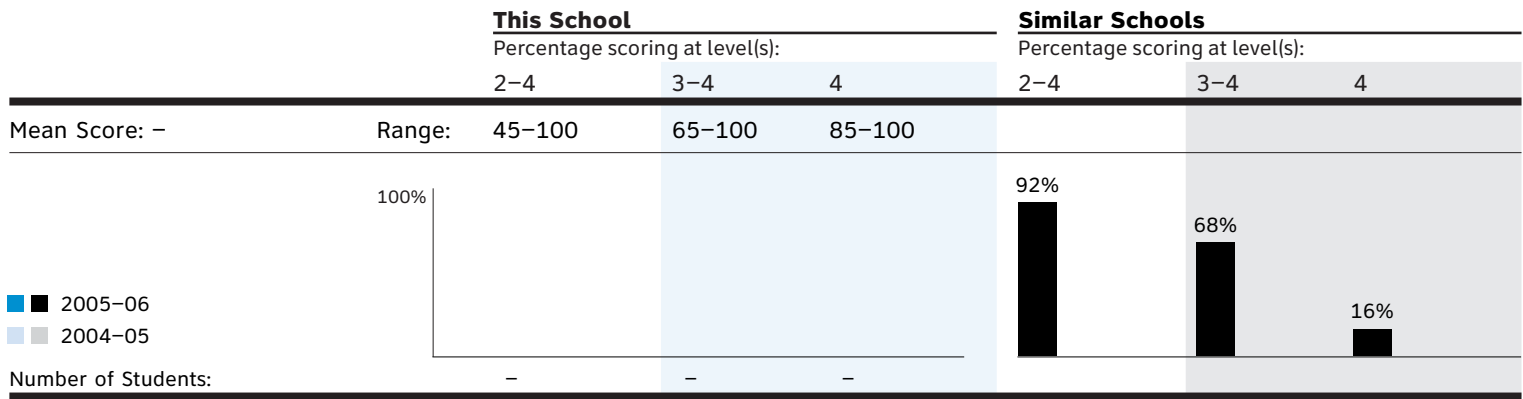 This School Similar Schools
Percentage scoring at level(s): Percentage scoring at level(s):
2–4 3–4 4 2–4 3–4 4
Mean Score: – Range: 45–100 65–100 85–100
92%
100%
68%
2005–06
16%
2004–05
Number of Students: – – –